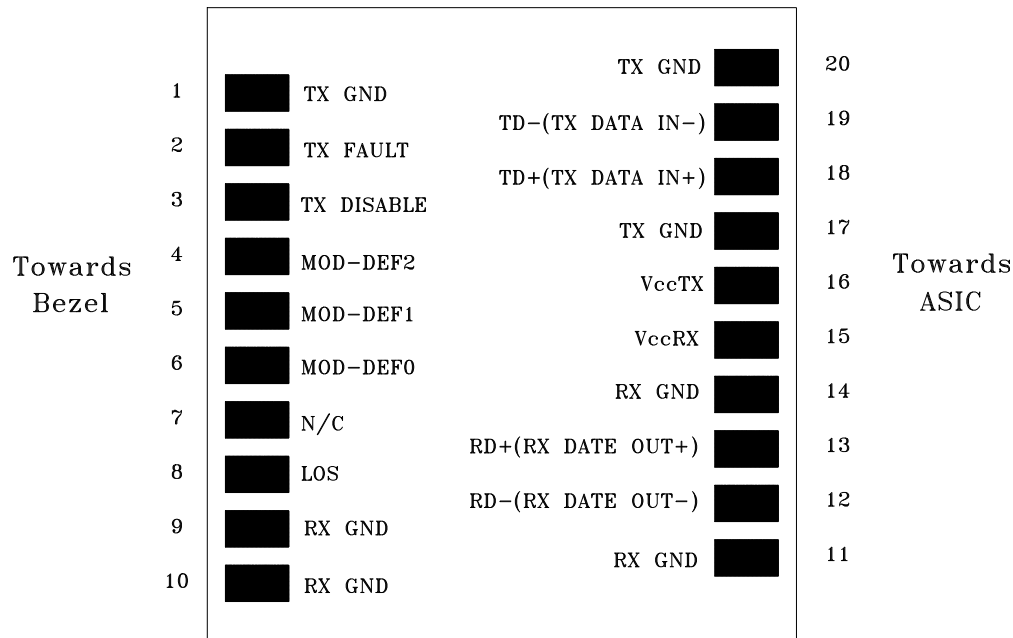 1 TX GND
2 TX FAULT
3 TX DISABLE
4 MOD-DEF2
5 MOD-DEF1
6 MOD-DEF0
7 N/C
8 LOS
9 RX GND
10 RX GND
Towards
Bezel
TX GND 20
TD-(TX DATA IN-) 19
TD+(TX DATA IN+) 18
TX GND 17
VccTX 16
VccRX 15
RX GND 14
RD+(RX DATE OUT+) 13
RD-(RX DATE OUT-) 12
RX GND 11
Towards
ASIC